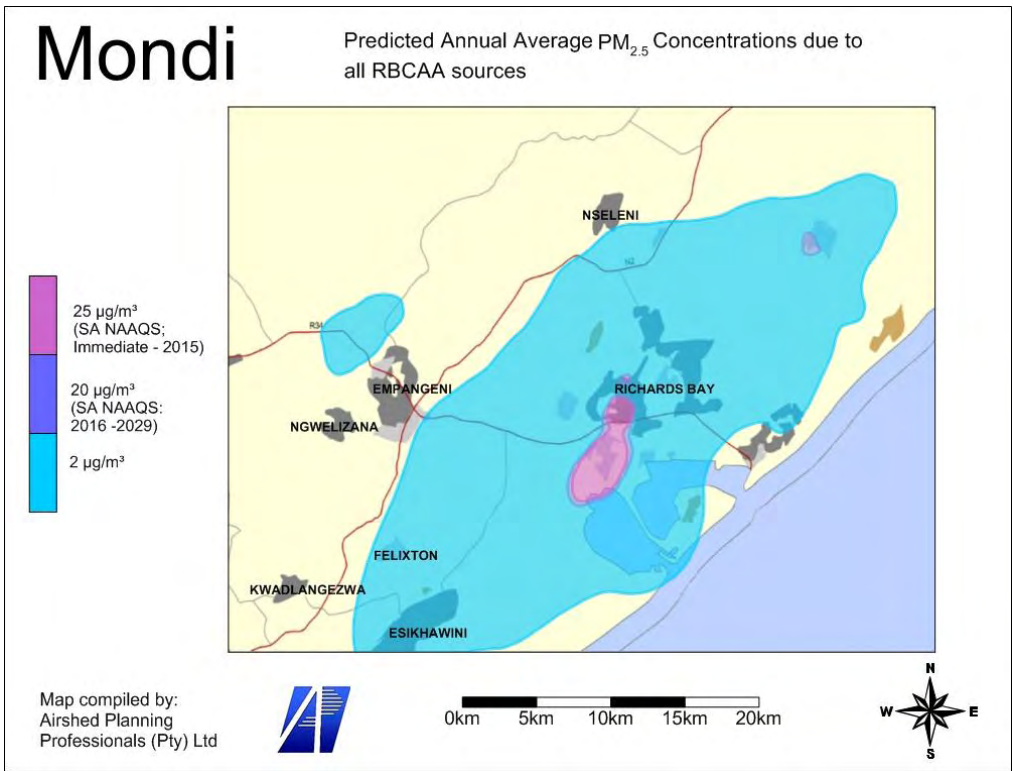 Mondi
Predicted Annual Average PM2.5 Concentrations due to
all RBCAA sources
NSELENI
N2
R34
EMPANGENI
RICHARDS BAY
NGWELIZANA
FELIXTON
KWADLANGEZWA
ESIKHAWINI
25 µg/m³
(SA NAAQS;
Immediate - 2015)
20 µg/m³
(SA NAAQS:
2016 -2029)
2 µg/m³
Map compiled by:
Airshed Planning
Professionals (Pty) Ltd
0km 5km 10km 15km 20km
N
W E
S